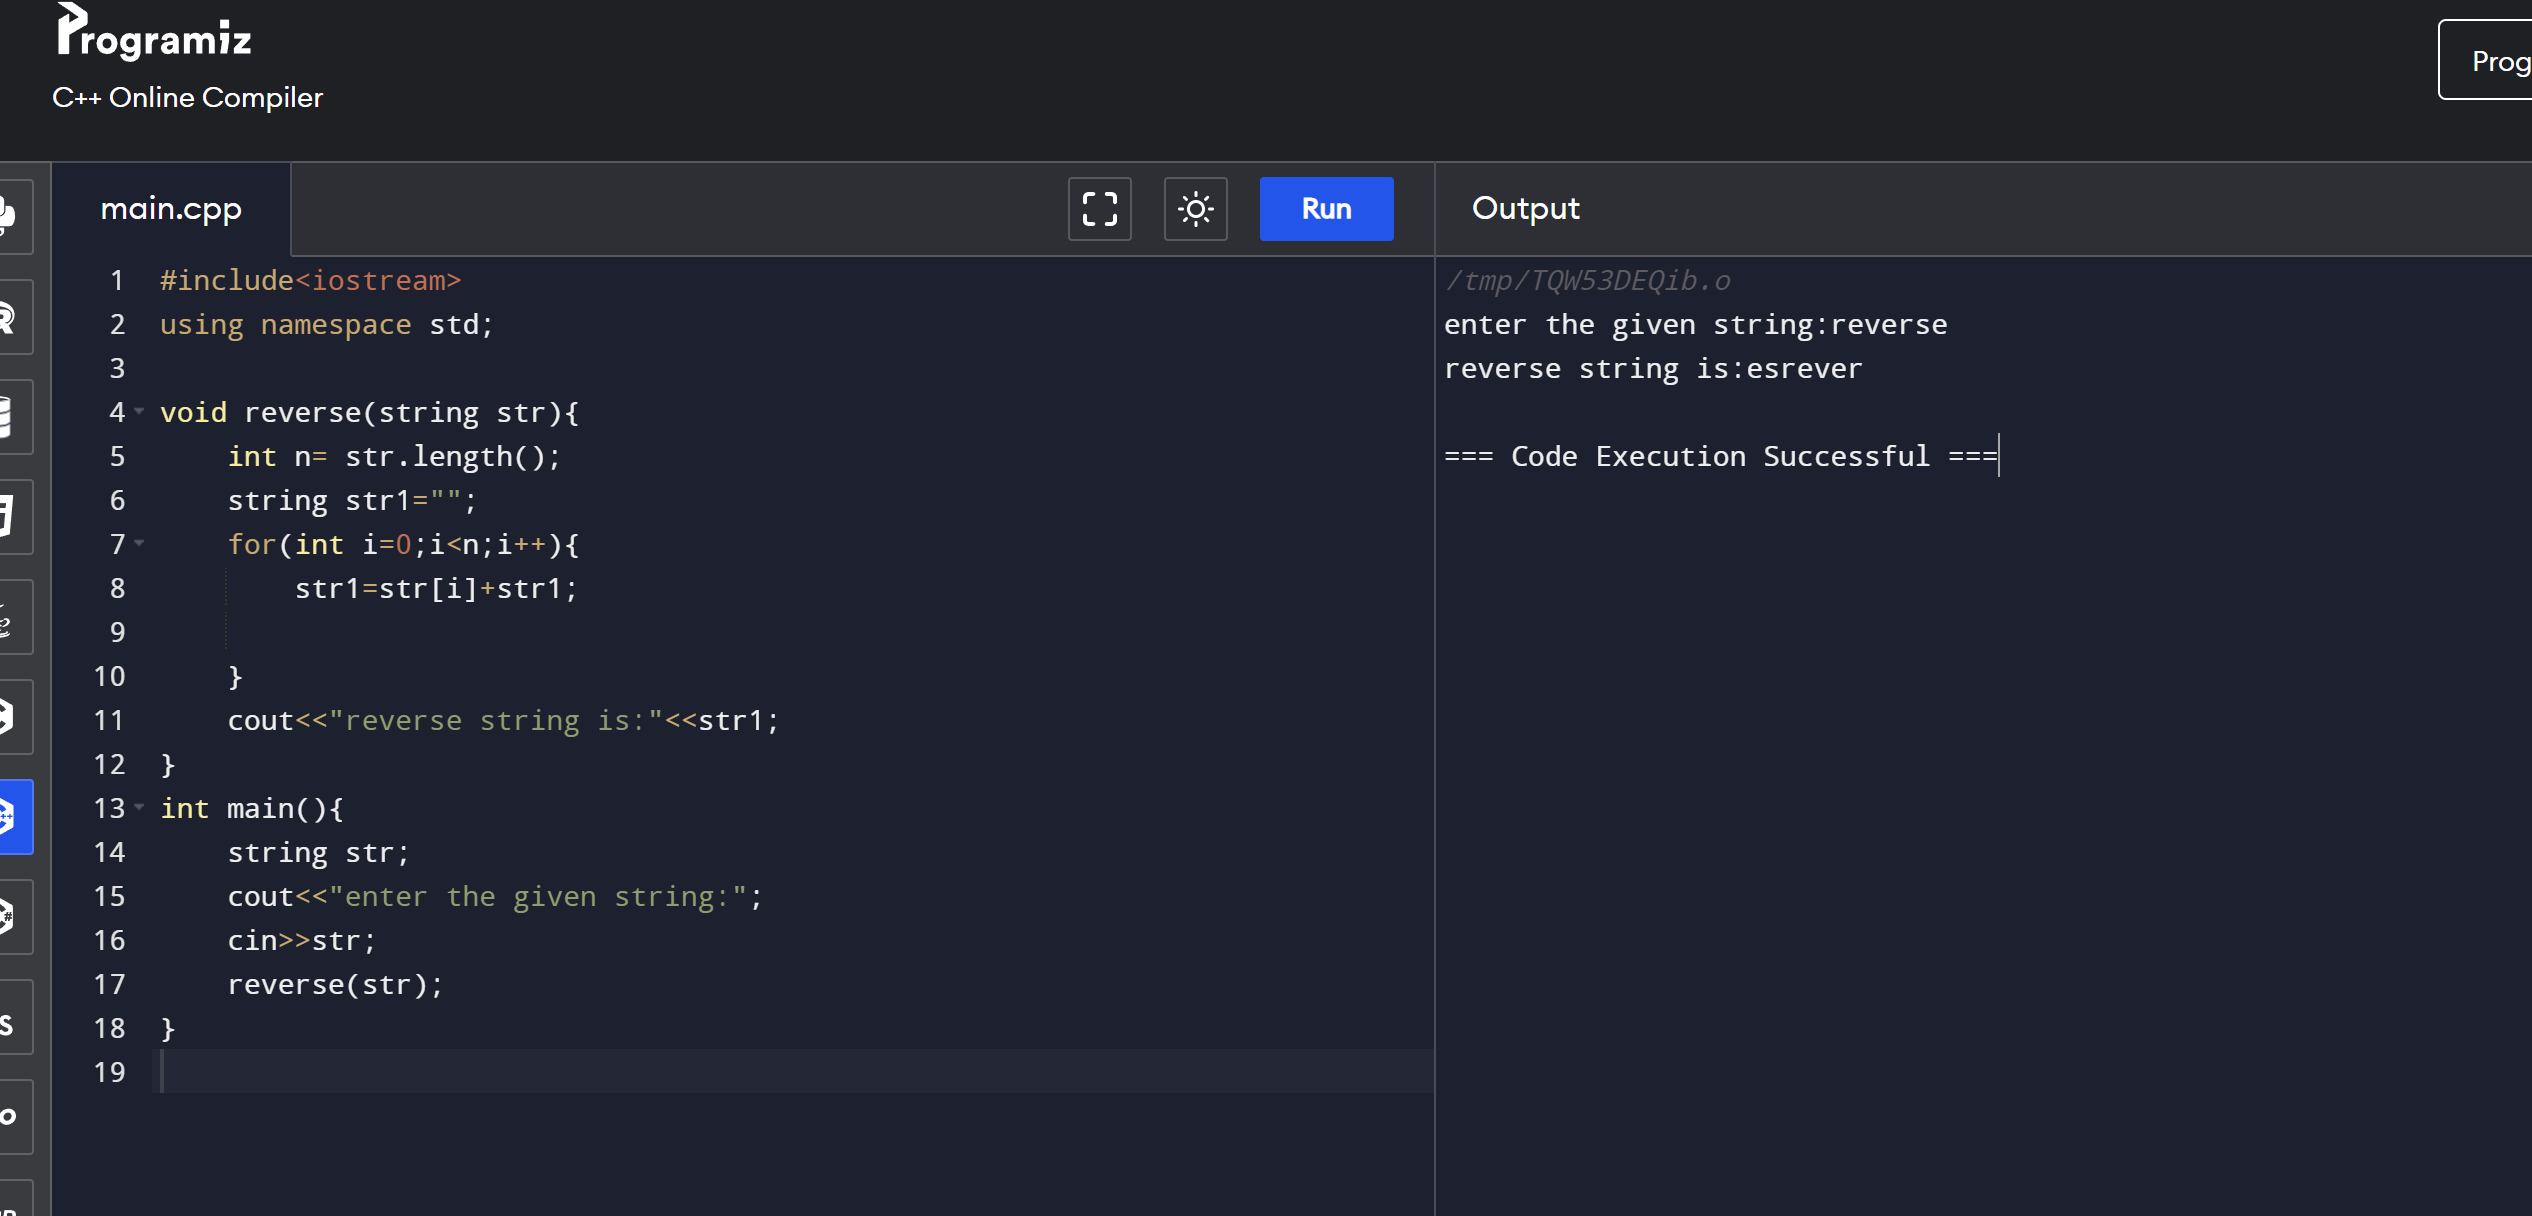 Programiz
C++ Online Compiler
Prog
main.cpp
Run
Output
1 #include<iostream>
2 using namespace std;
3
4 void reverse(string str){
5     int n= str.length();
6     string str1="";
7     for(int i=0;i<n;i++){
8         str1=str[i]+str1;
9
10     }
11     cout<<"reverse string is:"<<str1;
12 }
13 int main(){
14     string str;
15     cout<<"enter the given string:";
16     cin>>str;
17     reverse(str);
18 }
19
/tmp/TQW53DEQib.o
enter the given string:reverse
reverse string is:esrever
=== Code Execution Successful ===